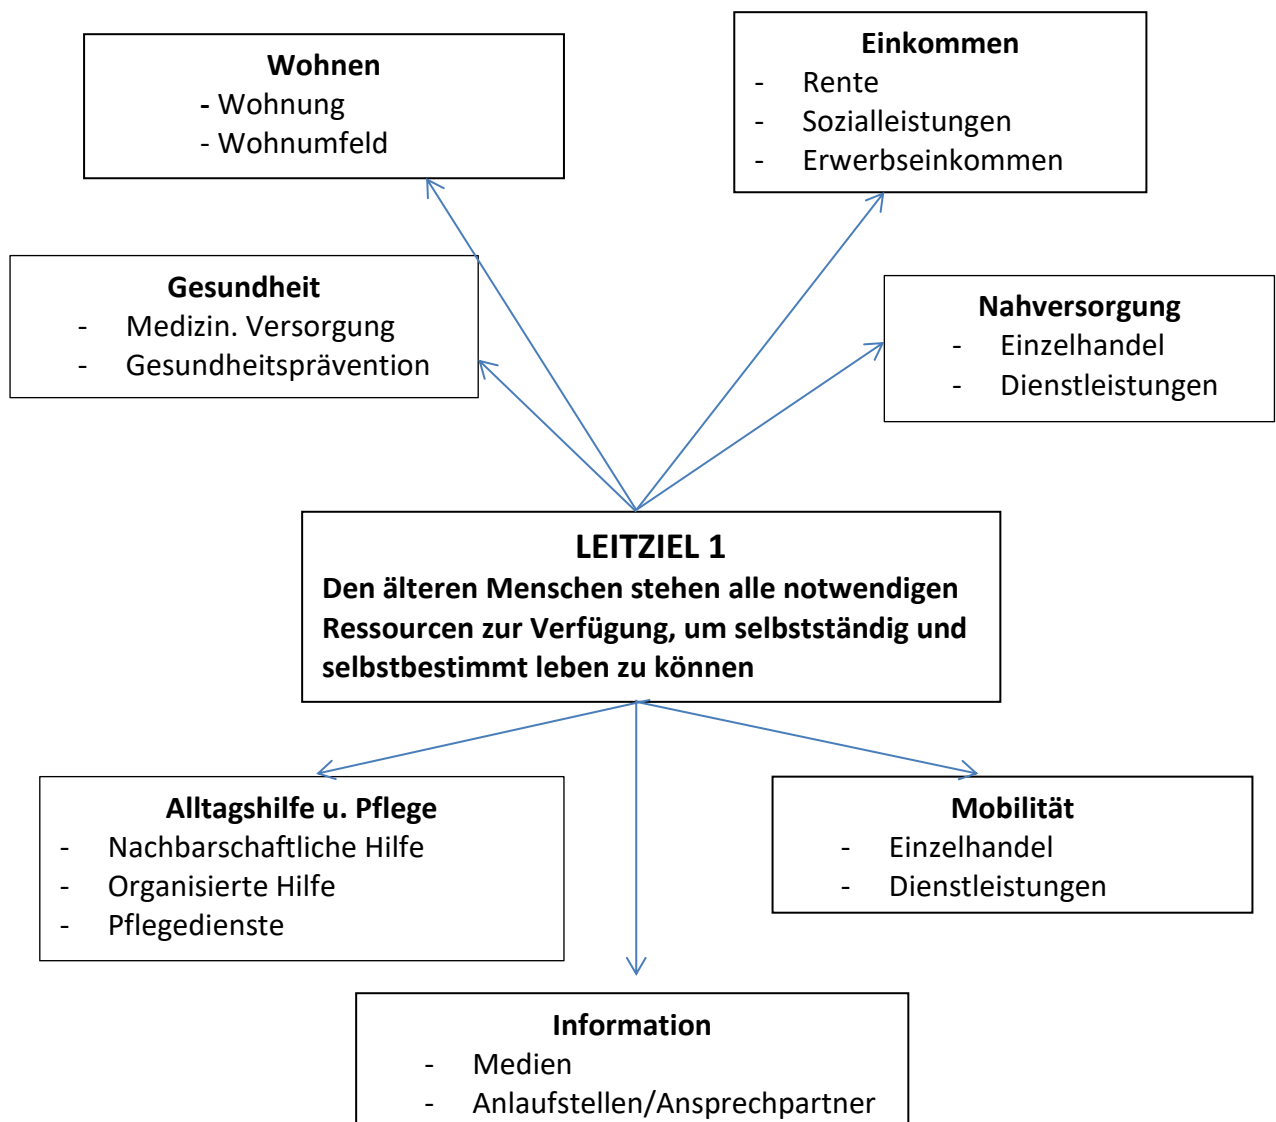 Wohnen
- Wohnung
- Wohnumfeld
Einkommen
- Rente
- Sozialleistungen
- Erwerbseinkommen
Gesundheit
- Medizin. Versorgung
- Gesundheitsprävention
Nahversorgung
- Einzelhandel
- Dienstleistungen
LEITZIEL 1
Den älteren Menschen stehen alle notwendigen
Ressourcen zur Verfügung, um selbstständig und
selbstbestimmt leben zu können
Alltagshilfe u. Pflege
- Nachbarschaftliche Hilfe
- Organisierte Hilfe
- Pflegedienste
Mobilität
- Einzelhandel
- Dienstleistungen
Information
- Medien
- Anlaufstellen/Ansprechpartner